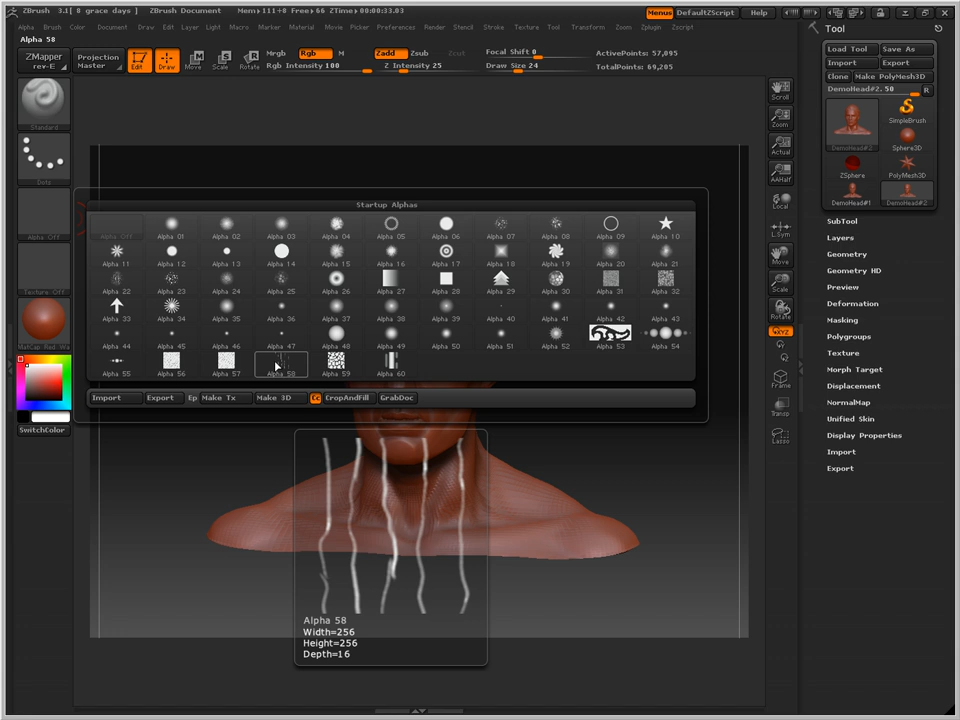 ZBrush 3.1[ 8 grace days ] ZBrush Document Mem>111+8 Free>66 ZTime>00:00:33.03 Menus DefaultZScript Help
Alpha Brush Color Document Draw Edit Layer Light Macro Marker Material Movie Picker Preferences Render Stencil Stroke Texture Tool Transform Zoom Zplugin Zscript
Alpha 58
ZMapper
rev-E
Projection
Master
Edit Draw Move Scale Rotate
Mrgb Rgb M
Rgb Intensity 100
Zadd Zsub Zcut
Z Intensity 25
Focal Shift 0
Draw Size 24
ActivePoints: 57,095
TotalPoints: 69,205
Standard
Dots
Alpha Off
Texture Off
MatCap Red Wa
SwitchColor
Startup Alphas
Alpha Off Alpha 01 Alpha 02 Alpha 03 Alpha 04 Alpha 05 Alpha 06 Alpha 07 Alpha 08 Alpha 09 Alpha 10
Alpha 11 Alpha 12 Alpha 13 Alpha 14 Alpha 15 Alpha 16 Alpha 17 Alpha 18 Alpha 19 Alpha 20 Alpha 21
Alpha 22 Alpha 23 Alpha 24 Alpha 25 Alpha 26 Alpha 27 Alpha 28 Alpha 29 Alpha 30 Alpha 31 Alpha 32
Alpha 33 Alpha 34 Alpha 35 Alpha 36 Alpha 37 Alpha 38 Alpha 39 Alpha 40 Alpha 41 Alpha 42 Alpha 43
Alpha 44 Alpha 45 Alpha 46 Alpha 47 Alpha 48 Alpha 49 Alpha 50 Alpha 51 Alpha 52 Alpha 53 Alpha 54
Alpha 55 Alpha 56 Alpha 57 Alpha 58 Alpha 59 Alpha 60
Import Export Ep Make Tx Make 3D Cc CropAndFill GrabDoc
Alpha 58
Width=256
Height=256
Depth=16
Scroll
Zoom
Actual
AAHalf
Local
L.Sym
Move
Scale
Rotate
XYZ
Frame
Transp
Lasso
Tool
Load Tool Save As
Import Export
Clone Make PolyMesh3D
DemoHead#2. 50 R
DemoHead#2 SimpleBrush
Sphere3D
ZSphere PolyMesh3D
DemoHead#1 DemoHead#2
SubTool
Layers
Geometry
Geometry HD
Preview
Deformation
Masking
Polygroups
Texture
Morph Target
Displacement
NormalMap
Unified Skin
Display Properties
Import
Export